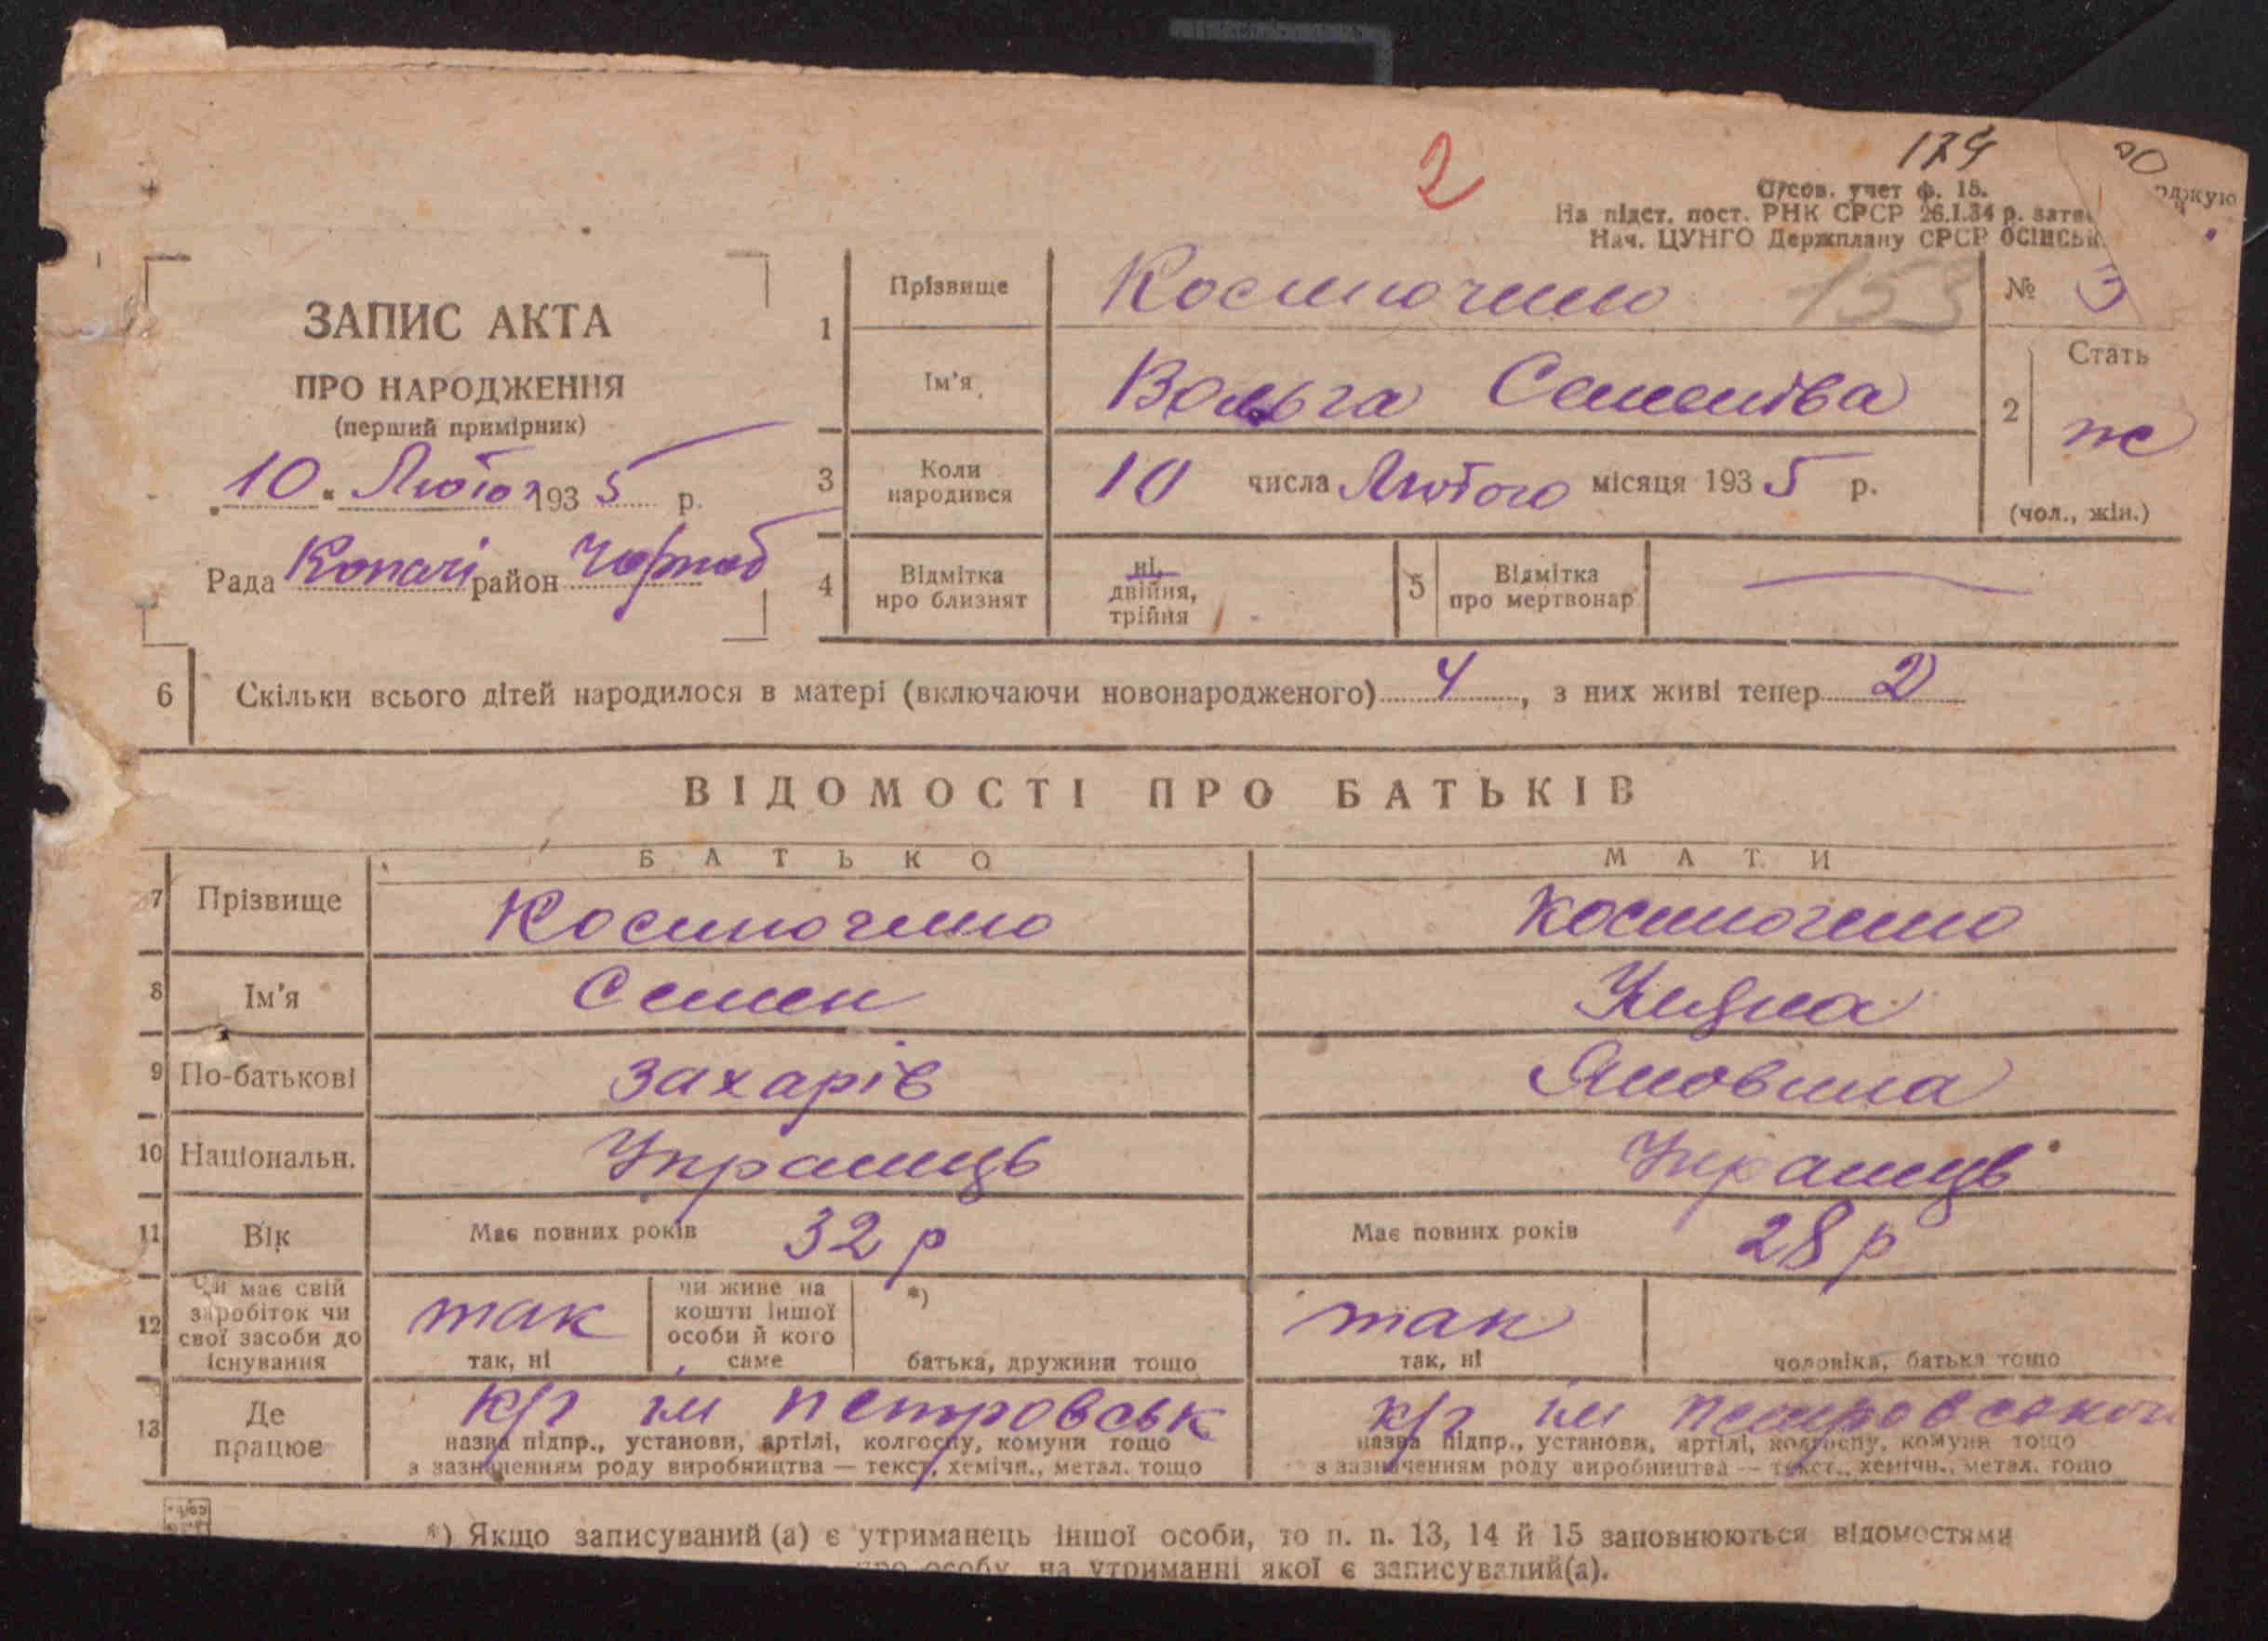 2
174
О/сов. учет ф. 15.
На підст. пост. РНК СРСР 26.I.34 р. затв
Нач. ЦУНГО Держплану СРСР ОСІНСЬК
ЗАПИС АКТА
ПРО НАРОДЖЕННЯ
(перший примірник)
„10“ Лютого 1935 р.
Рада Копачі район Чорноб
1
Прізвище
153
№ 3
Ім'я
Вольга Семенівна
2
Стать
ж
(чол., жін.)
3
Коли народився
10 числа Лютого місяця 1935 р.
4
Відмітка про близнят
ні,
двійня,
трійня
5
Відмітка про мертвонар
6 Скільки всього дітей народилося в матері (включаючи новонародженого) 4, з них живі тепер 2
ВІДОМОСТІ ПРО БАТЬКІВ
БАТЬКО МАТИ
7 Прізвище
8 Ім'я Семен
9 По-батькові Захарів
10 Національн. Украінець Украінець
11 Вік Має повних років 32 р Має повних років 28 р
12 Чи має свій заробіток чи свої засоби до існування
так
так, ні
чи живе на кошти іншої особи й кого саме
*)
батька, дружини тощо
так
так, ні
чоловіка, батька тощо
13 Де працює
к/г ім Петровськ к/г ім Петровського
назва підпр., установи, артілі, колгоспу, комуни тощо назва підпр., установи, артілі, колгоспу, комуни тощо
з зазначенням роду виробництва — текст, хемічн., метал. тощо з зазначенням роду виробництва — текст., хемічн., метал. тощо
*) Якщо записуваний (а) є утриманець іншої особи, то п. п. 13, 14 й 15 заповнюються відомостями
про особу, на утриманні якої є записуваний(а).